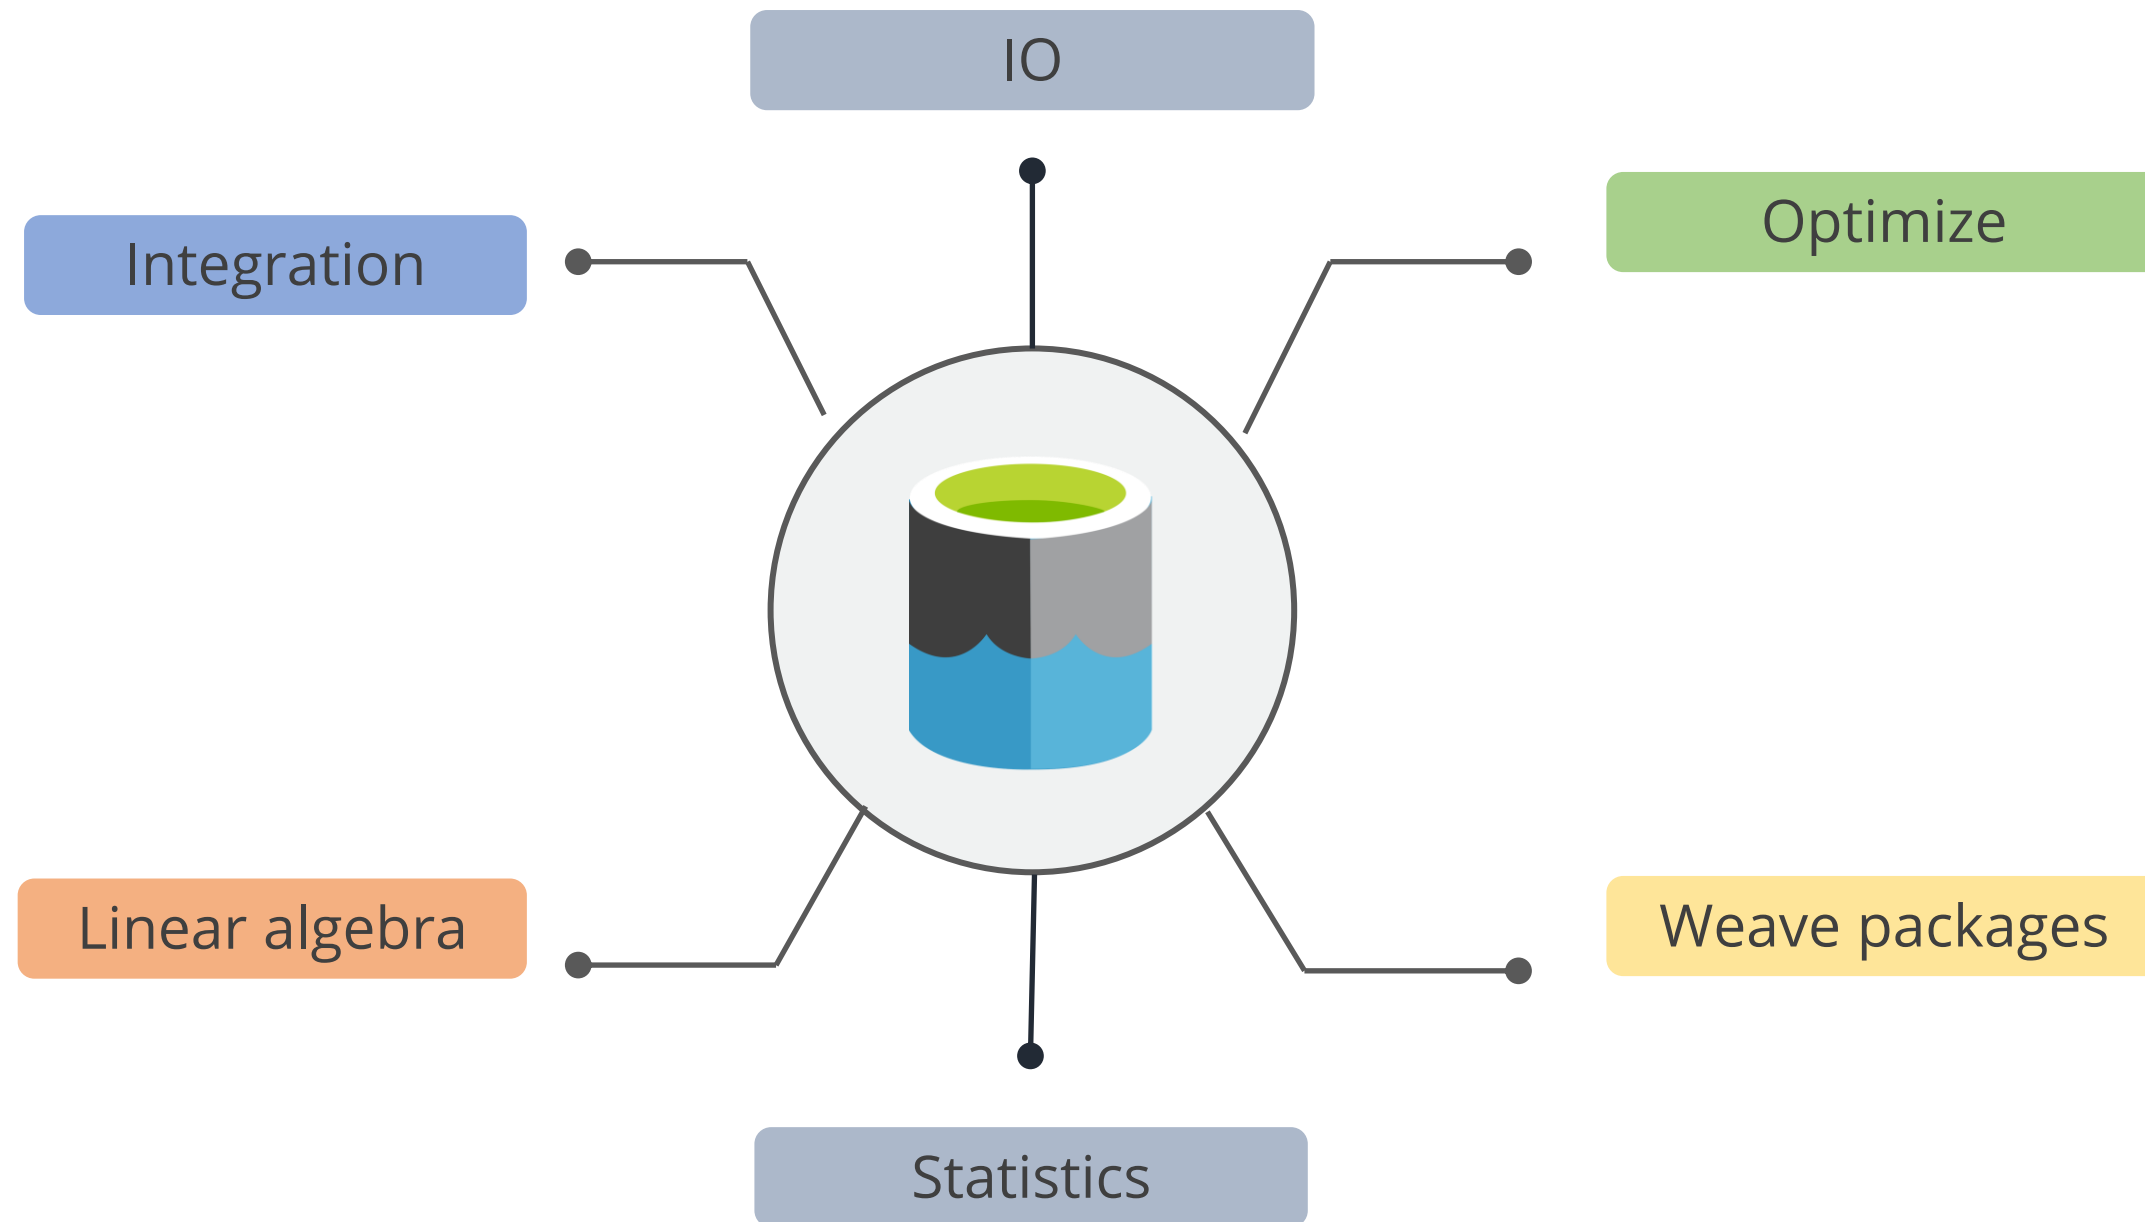 IO
Integration
Optimize
Linear algebra
Weave packages
Statistics